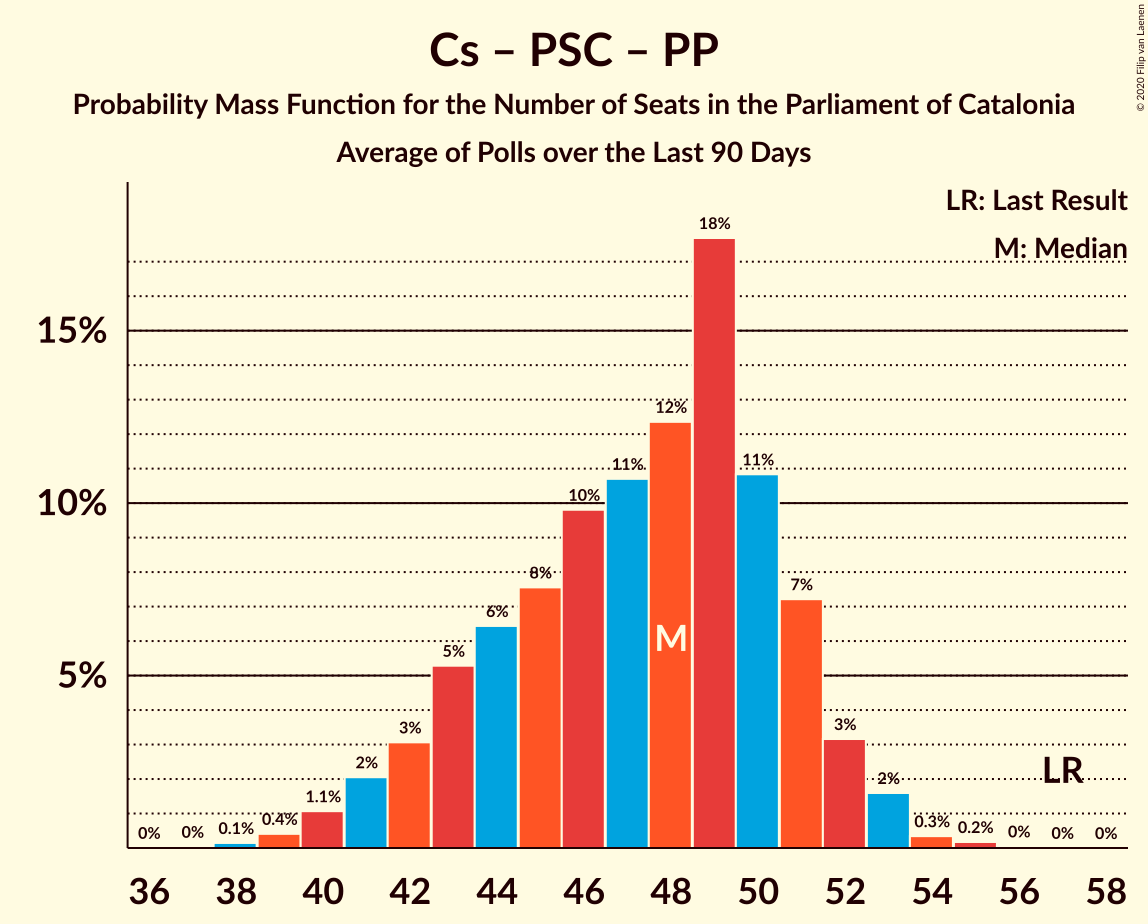 Cs – PSC – PP
Probability Mass Function for the Number of Seats in the Parliament of Catalonia
Average of Polls over the Last 90 Days
© 2020 Filip van Laenen
LR: Last Result
M: Median
15%
10%
5%
0%
0%
0.1%
0.4%
1.1%
2%
3%
5%
6%
8%
10%
11%
12%
18%
11%
7%
3%
2%
0.3%
0.2%
0%
0%
0%
M
LR
36 38 40 42 44 46 48 50 52 54 56 58